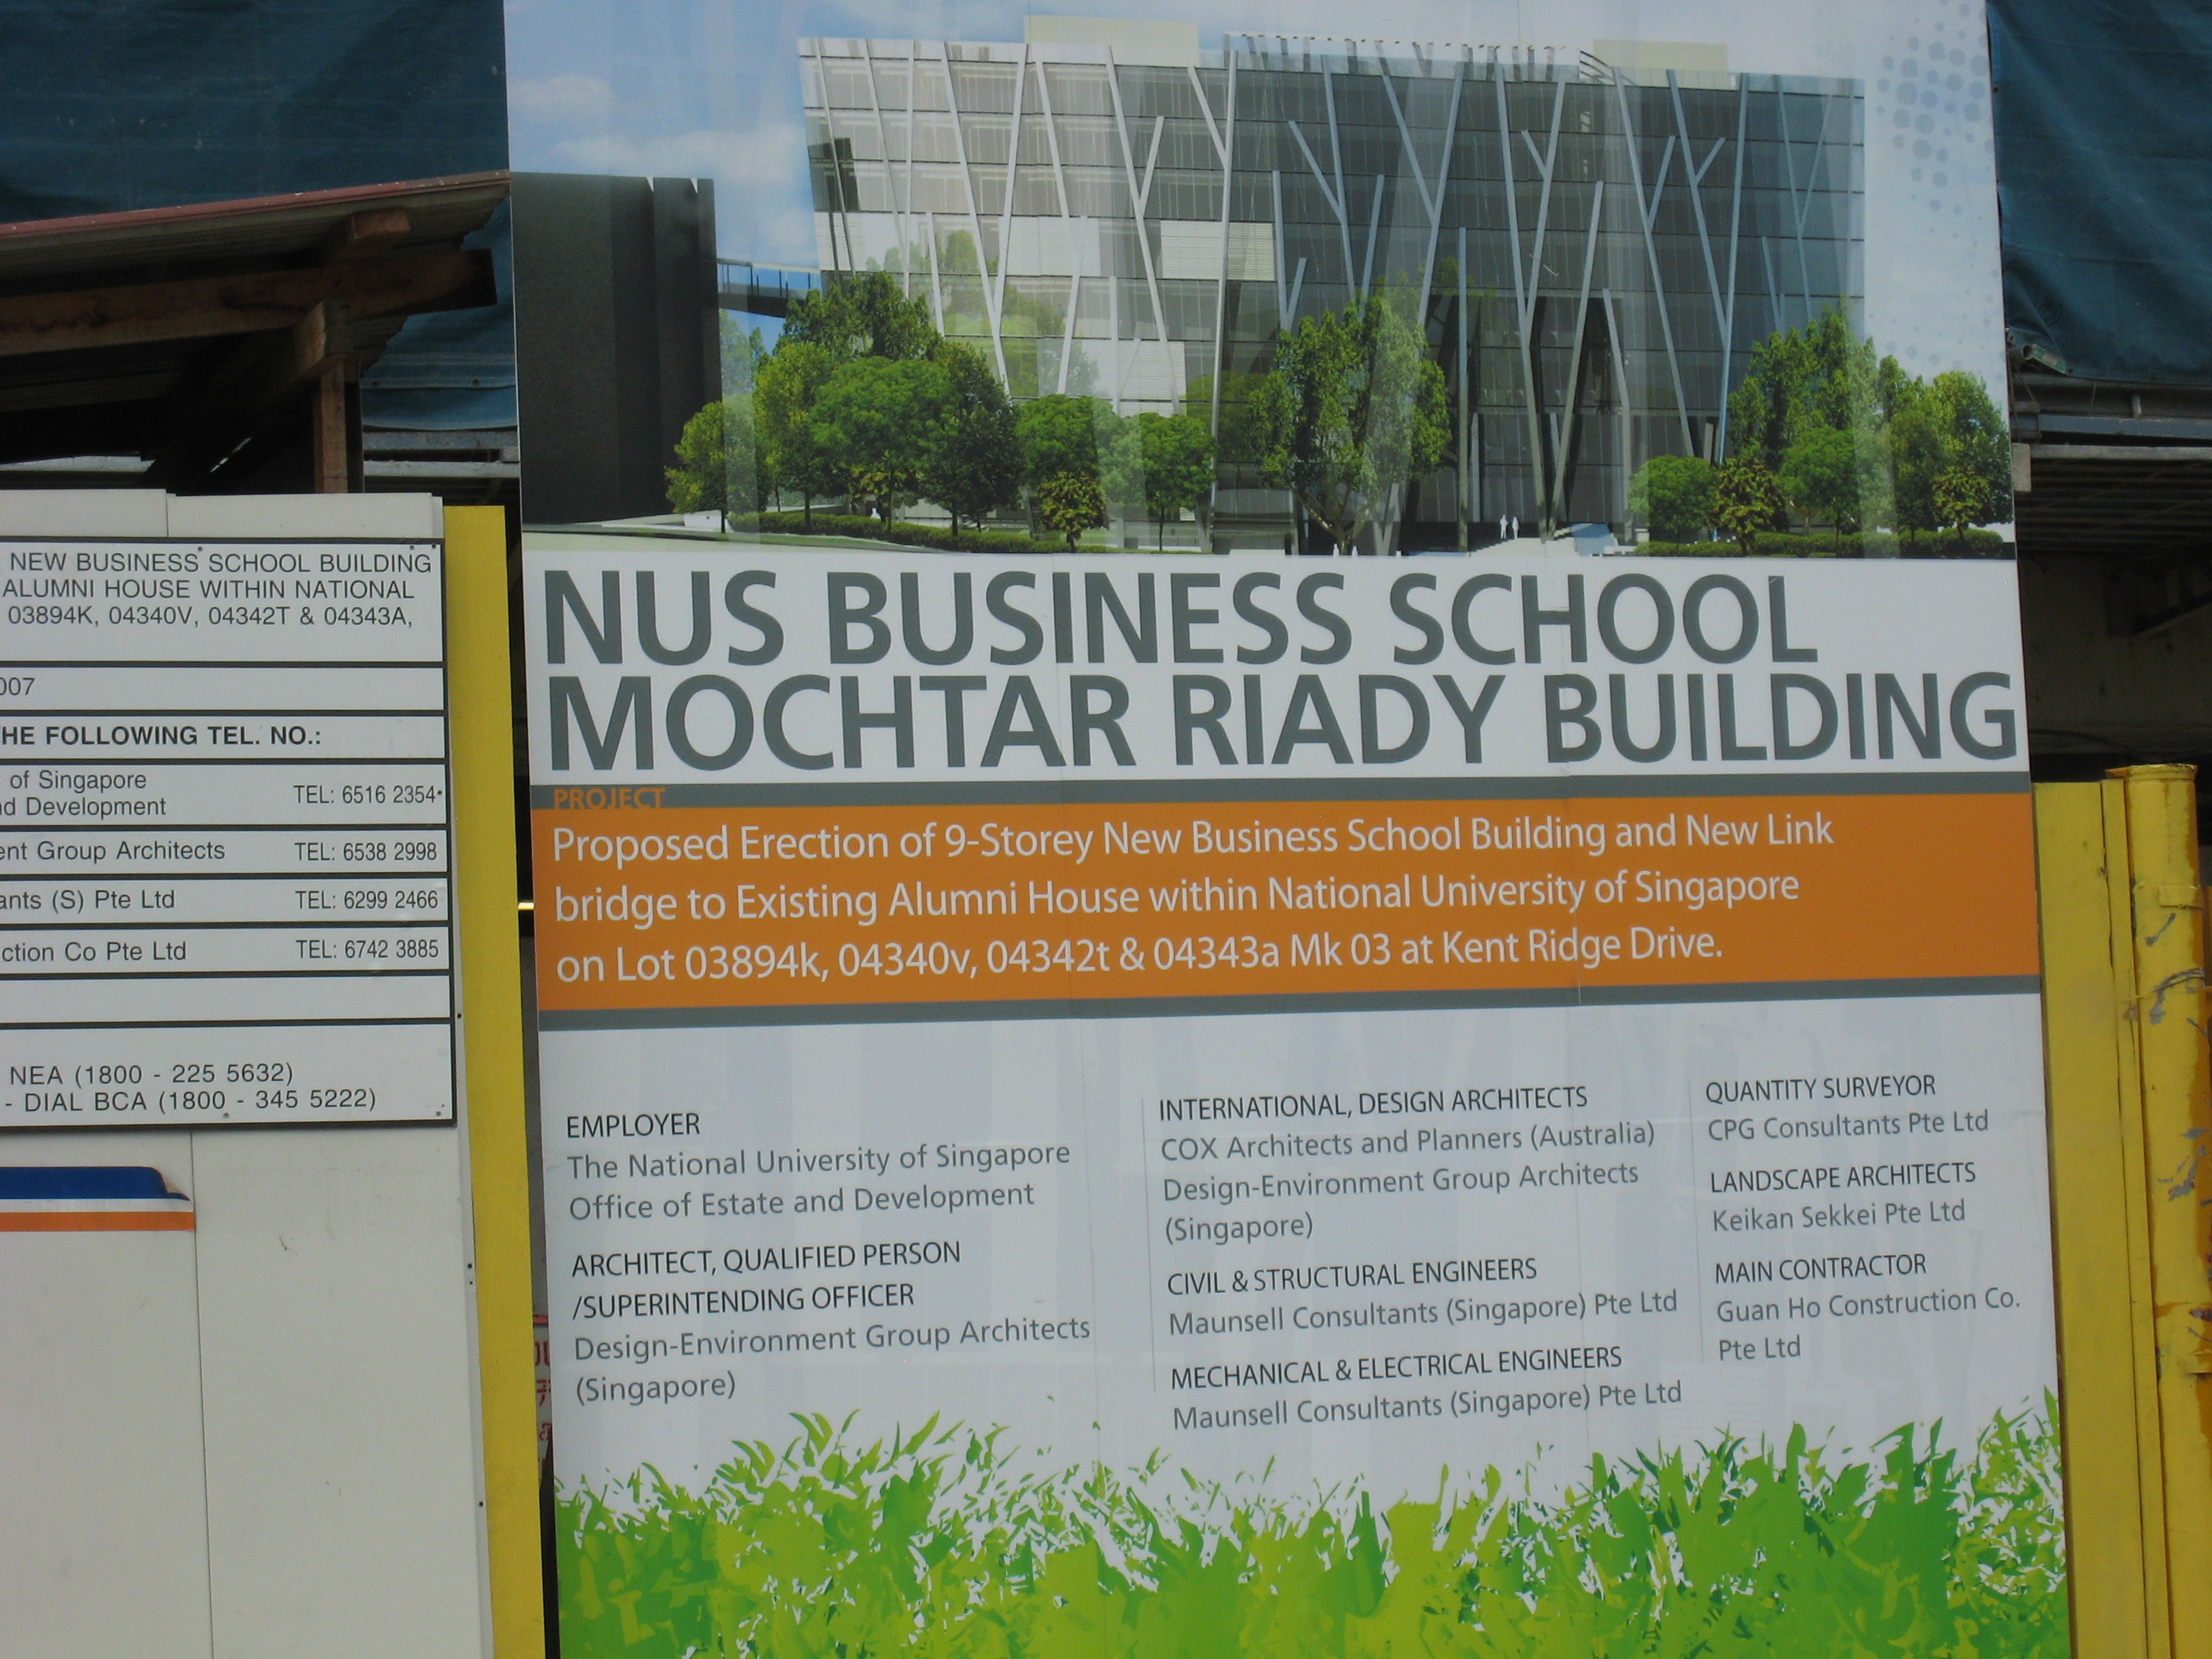 NEW BUSINESS SCHOOL BUILDING
ALUMNI HOUSE WITHIN NATIONAL
03894K, 04340V, 04342T & 04343A,
007
HE FOLLOWING TEL. NO.:
of Singapore
d Development
TEL: 6516 2354
ent Group Architects TEL: 6538 2998
ants (S) Pte Ltd TEL: 6299 2466
ction Co Pte Ltd TEL: 6742 3885
NEA (1800 - 225 5632)
- DIAL BCA (1800 - 345 5222)
NUS BUSINESS SCHOOL
MOCHTAR RIADY BUILDING
PROJECT
Proposed Erection of 9-Storey New Business School Building and New Link
bridge to Existing Alumni House within National University of Singapore
on Lot 03894k, 04340v, 04342t & 04343a Mk 03 at Kent Ridge Drive.
EMPLOYER
The National University of Singapore
Office of Estate and Development
ARCHITECT, QUALIFIED PERSON
/SUPERINTENDING OFFICER
Design-Environment Group Architects
(Singapore)
INTERNATIONAL, DESIGN ARCHITECTS
COX Architects and Planners (Australia)
Design-Environment Group Architects
(Singapore)
CIVIL & STRUCTURAL ENGINEERS
Maunsell Consultants (Singapore) Pte Ltd
MECHANICAL & ELECTRICAL ENGINEERS
Maunsell Consultants (Singapore) Pte Ltd
QUANTITY SURVEYOR
CPG Consultants Pte Ltd
LANDSCAPE ARCHITECTS
Keikan Sekkei Pte Ltd
MAIN CONTRACTOR
Guan Ho Construction Co.
Pte Ltd